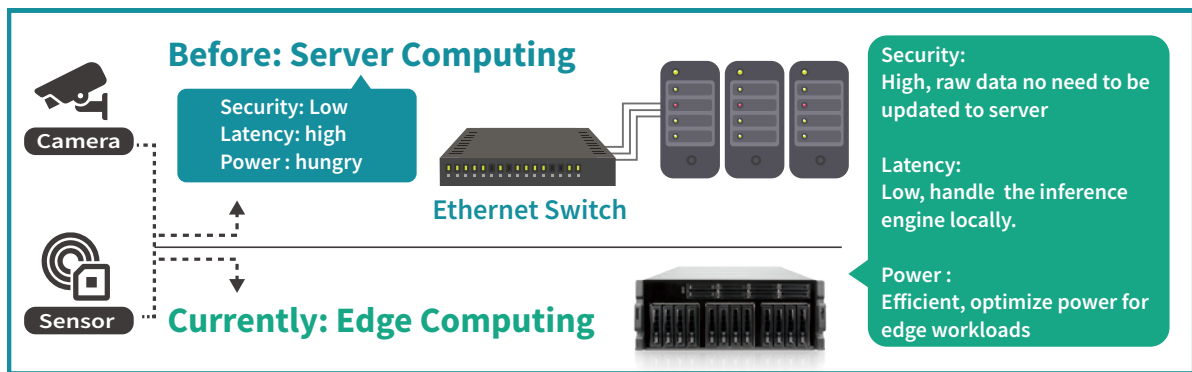 Before: Server Computing
Security: Low
Latency: high
Power : hungry
Camera
Ethernet Switch
Sensor
Currently: Edge Computing
Security:
High, raw data no need to be
updated to server
Latency:
Low, handle the inference
engine locally.
Power :
Efficient, optimize power for
edge workloads